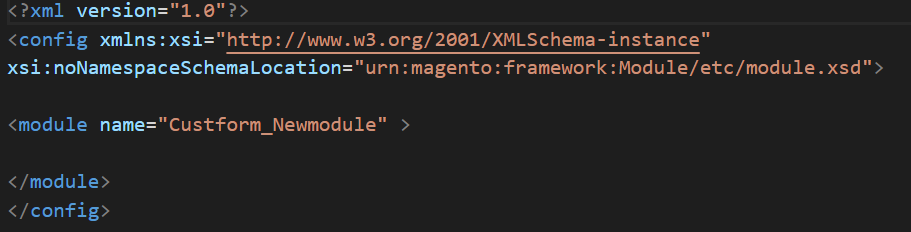 <?xml version="1.0"?>
<config xmlns:xsi="http://www.w3.org/2001/XMLSchema-instance"
xsi:noNamespaceSchemaLocation="urn:magento:framework:Module/etc/module.xsd">
<module name="Custform_Newmodule" >
</module>
</config>